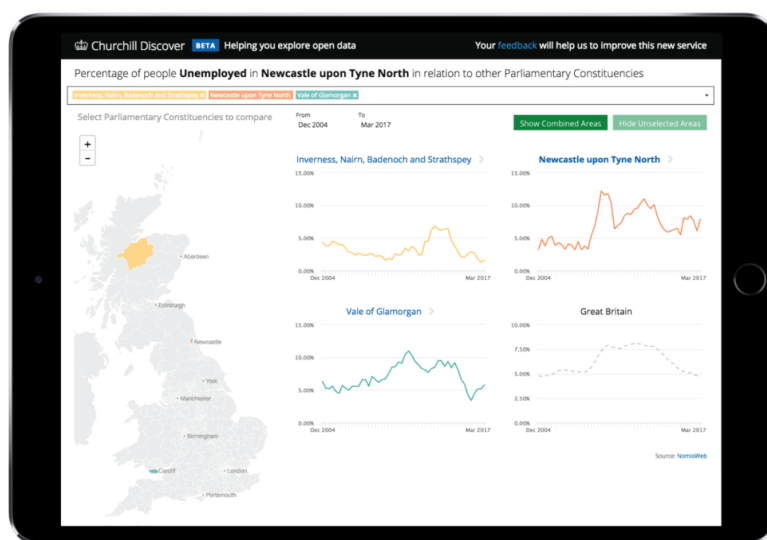 Churchill Discover BETA Helping you explore open data Your feedback will help us to improve this new service
Percentage of people Unemployed in Newcastle upon Tyne North in relation to other Parliamentary Constituencies
Inverness, Nairn, Badenoch and Strathspey × Newcastle upon Tyne North Vale of Glamorgan ×
Select Parliamentary Constituencies to compare
From To
Dec 2004 Mar 2017
Show Combined Areas Hide Unselected Areas
+
-
Aberdeen
Edinburgh
Newcastle
York
Manchester
Birmingham
Cardiff
London
Portsmouth
Inverness, Nairn, Badenoch and Strathspey
15.00%
10.00%
5.00%
0.00%
Dec 2004 Mar 2017
Newcastle upon Tyne North
15.00%
10.00%
5.00%
0.00%
Dec 2004 Mar 2017
Vale of Glamorgan
15.00%
10.00%
5.00%
0.00%
Dec 2004 Mar 2017
Great Britain
10.00%
7.50%
5.00%
2.50%
0.00%
Dec 2004 Mar 2017
Source: NomisWeb